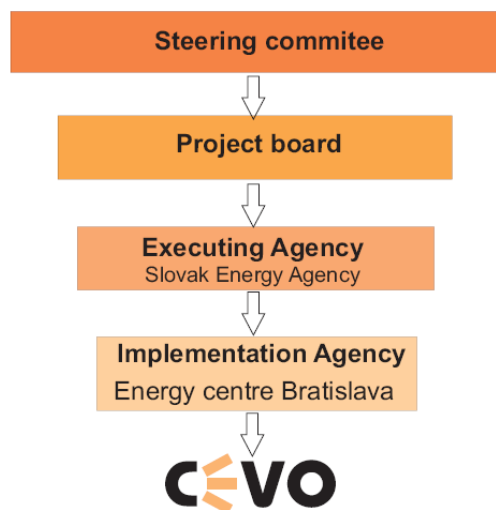 Steering commitee
Project board
Executing Agency
Slovak Energy Agency
Implementation Agency
Energy centre Bratislava
CEVO